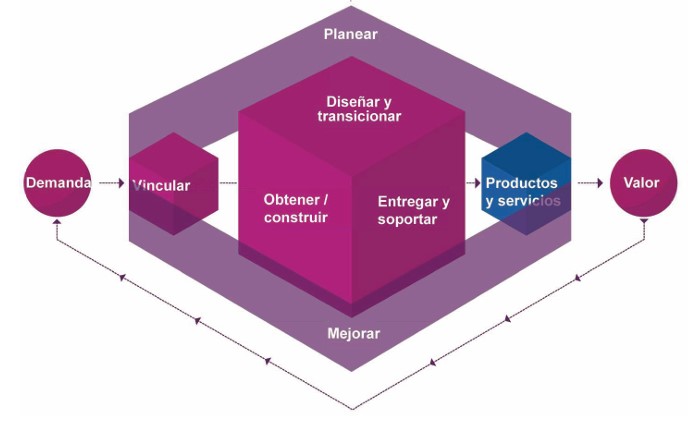 Planear
Diseñar y
transicionar
Demanda
Vincular
Obtener /
construir
Entregar y
soportar
Productos
y servicios
Valor
Mejorar